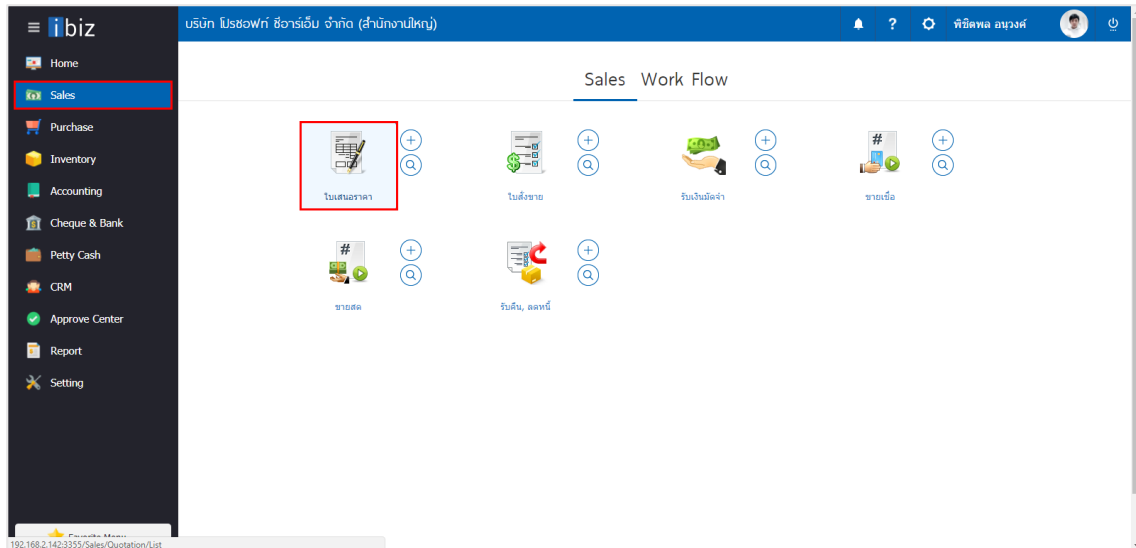 ibiz
บริษัท โปรซอฟท์ ซีอาร์เอ็ม จำกัด (สำนักงานใหญ่)
?
พิชิตพล อนุวงศ์
Home
Sales
Purchase
Inventory
Accounting
Cheque & Bank
Petty Cash
CRM
Approve Center
Report
Setting
Sales Work Flow
ใบเสนอราคา
ใบสั่งขาย
รับเงินมัดจำ
#
ขายเชื่อ
#
ขายสด
รับคืน, ลดหนี้
Favorite Menu
192.168.2.142:3355/Sales/Quotation/List